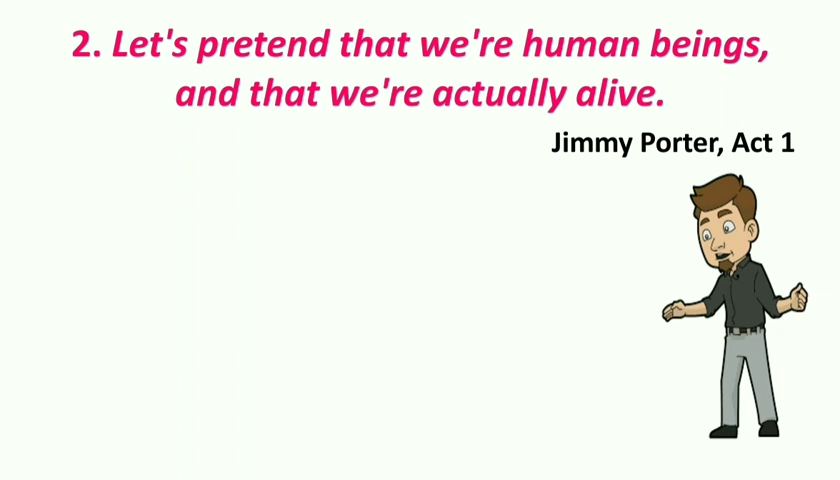 2. Let's pretend that we're human beings,
and that we're actually alive.
Jimmy Porter, Act 1